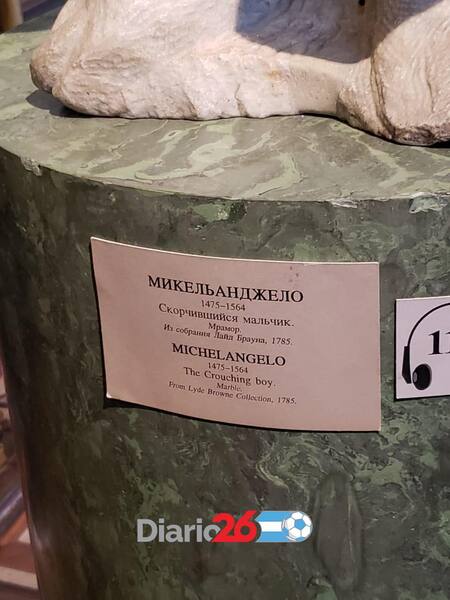 МИКЕЛЬАНДЖЕЛО
1475–1564
Скорчившийся мальчик.
Мрамор.
Из собрания Лайд Брауна, 1785.
MICHELANGELO
1475–1564
The Crouching boy.
Marble.
From Lyde Browne Collection, 1785.
11
Diario26